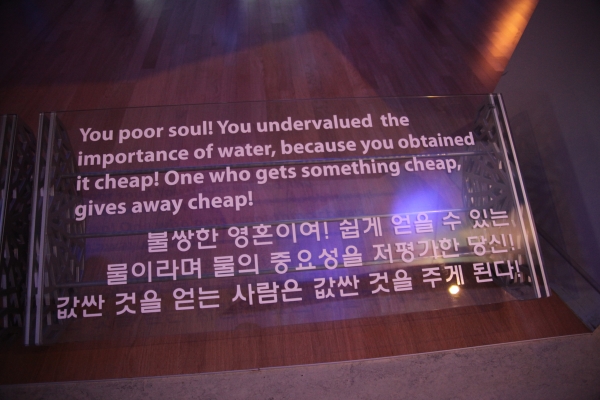 You poor soul! You undervalued the
importance of water, because you obtained
it cheap! One who gets something cheap,
gives away cheap!
불쌍한 영혼이여! 쉽게 얻을 수 있는
물이라며 물의 중요성을 저평가한 당신!
값싼 것을 얻는 사람은 값싼 것을 주게 된다!